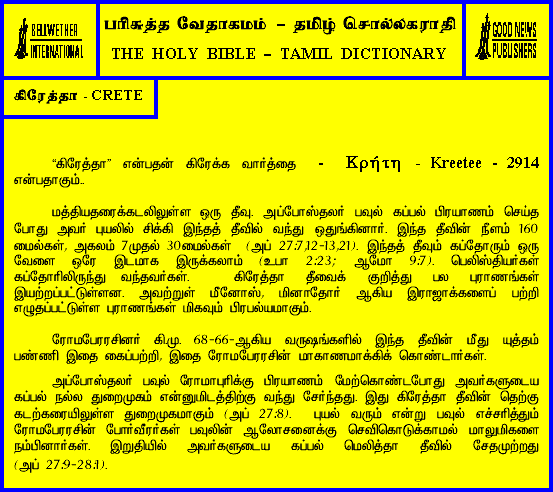 BELLWETHER
INTERNATIONAL
பரிசுத்த வேதாகமம் – தமிழ் சொல்லகராதி
THE HOLY BIBLE – TAMIL DICTIONARY
GOOD NEWS
PUBLISHERS
கிரேத்தா - CRETE
“கிரேத்தா” என்பதன் கிரேக்க வார்த்தை - Κρήτη - Kreetee - 2914
என்பதாகும்..
மத்தியதரைக்கடலிலுள்ள ஒரு தீவு. அப்போஸ்தலர் பவுல் கப்பல் பிரயாணம் செய்த
போது அவர் புயலில் சிக்கி இந்தத் தீவில் வந்து ஒதுங்கினார். இந்த தீவின் நீளம் 160
மைல்கள், அகலம் 7முதல் 30மைல்கள் (அப் 27:7,12-13,21). இந்தத் தீவும் கப்தோரும் ஒரு
வேளை ஒரே இடமாக இருக்கலாம் (உபா 2:23; ஆமோ 9:7). பெலிஸ்தியர்கள்
கப்தோரிலிருந்து வந்தவர்கள். கிரேத்தா தீவைக் குறித்து பல புராணங்கள்
இயற்றப்பட்டுள்ளன. அவற்றுள் மீனோஸ், மினாதோர் ஆகிய இராஜாக்களைப் பற்றி
எழுதப்பட்டுள்ள புராணங்கள் மிகவும் பிரபல்யமாகும்.
ரோமபேரரசினர் கி.மு. 68-66-ஆகிய வருஷங்களில் இந்த தீவின் மீது யுத்தம்
பண்ணி இதை கைப்பற்றி, இதை ரோமபேரரசின் மாகாணமாக்கிக் கொண்டார்கள்.
அப்போஸ்தலர் பவுல் ரோமாபுரிக்கு பிரயாணம் மேற்கொண்டபோது அவர்களுடைய
கப்பல் நல்ல துறைமுகம் என்னுமிடத்திற்கு வந்து சேர்ந்தது. இது கிரேத்தா தீவின் தெற்கு
கடற்கரையிலுள்ள துறைமுகமாகும் (அப் 27:8). புயல் வரும் என்று பவுல் எச்சரித்தும்
ரோமபேரரசின் போர்வீரர்கள் பவுலின் ஆலோசனைக்கு செவிகொடுக்காமல் மாலுமிகளை
நம்பினார்கள். இறுதியில் அவர்களுடைய கப்பல் மெலித்தா தீவில் சேதமுற்றது
(அப் 27:9-28:1).